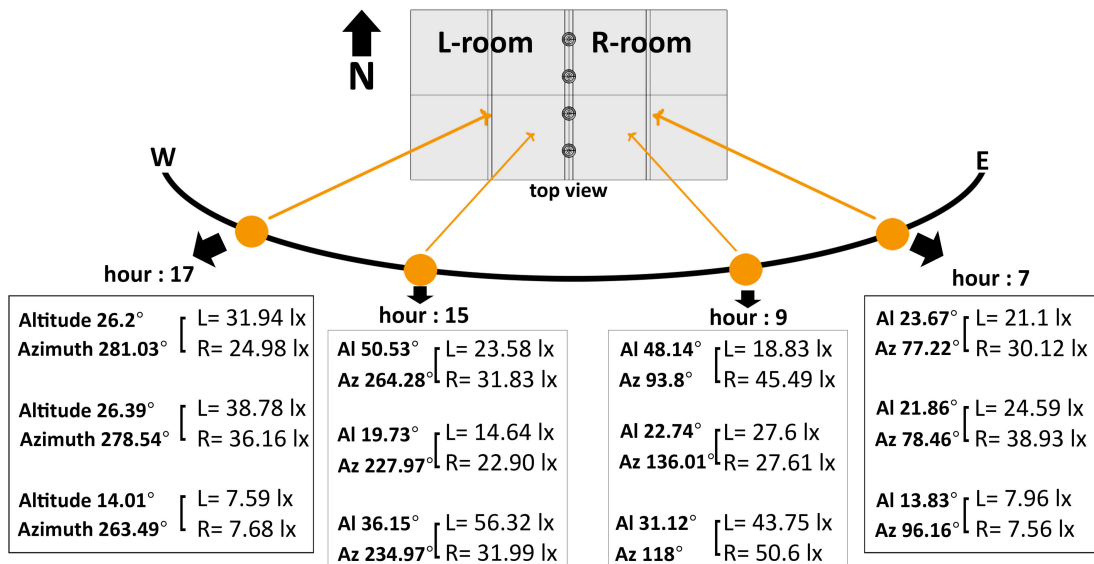 L-room R-room
N
W
E
top view
hour : 17
Altitude 26.2°
Azimuth 281.03°
L= 31.94 lx
R= 24.98 lx
Altitude 26.39°
Azimuth 278.54°
L= 38.78 lx
R= 36.16 lx
Altitude 14.01°
Azimuth 263.49°
L= 7.59 lx
R= 7.68 lx
hour : 15
Al 50.53°
Az 264.28°
L= 23.58 lx
R= 31.83 lx
Al 19.73°
Az 227.97°
L= 14.64 lx
R= 22.90 lx
Al 36.15°
Az 234.97°
L= 56.32 lx
R= 31.99 lx
hour : 9
Al 48.14°
Az 93.8°
L= 18.83 lx
R= 45.49 lx
Al 22.74°
Az 136.01°
L= 27.6 lx
R= 27.61 lx
Al 31.12°
Az 118°
L= 43.75 lx
R= 50.6 lx
hour : 7
Al 23.67°
Az 77.22°
L= 21.1 lx
R= 30.12 lx
Al 21.86°
Az 78.46°
L= 24.59 lx
R= 38.93 lx
Al 13.83°
Az 96.16°
L= 7.96 lx
R= 7.56 lx